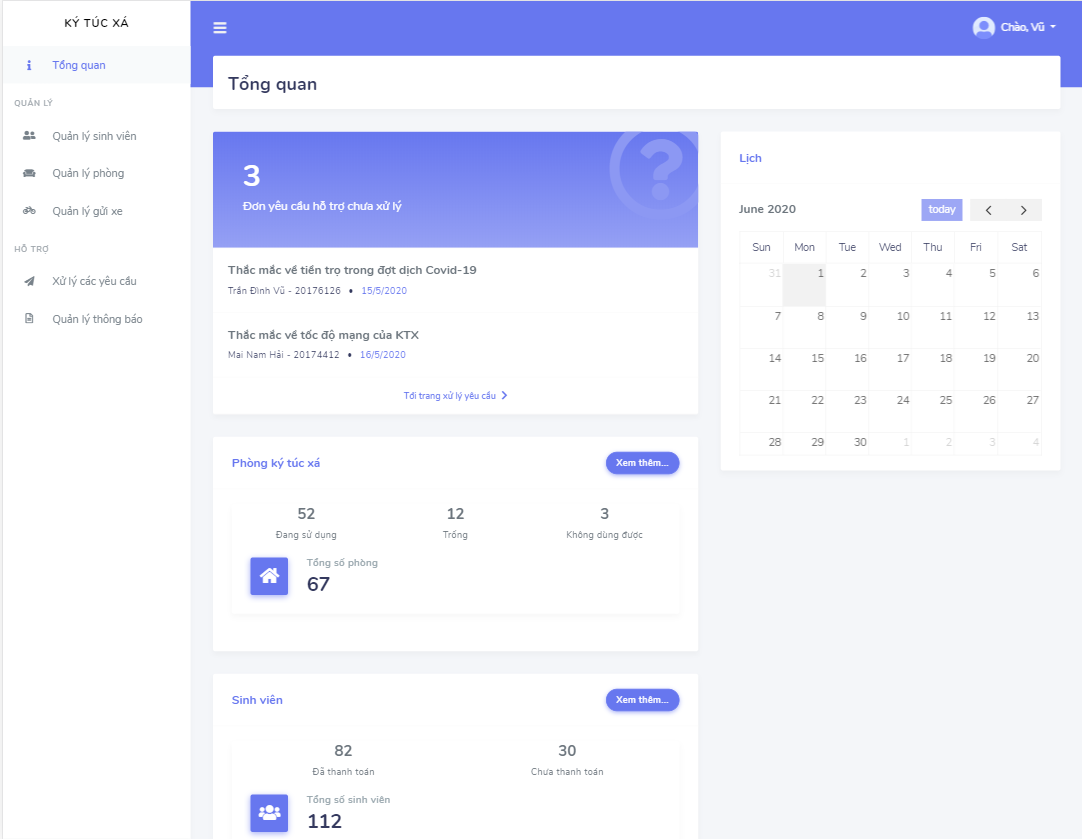 KÝ TÚC XÁ
Chào, Vũ
Tổng quan
QUẢN LÝ
Quản lý sinh viên
Quản lý phòng
Quản lý gửi xe
HỖ TRỢ
Xử lý các yêu cầu
Quản lý thông báo
Tổng quan
3
Đơn yêu cầu hỗ trợ chưa xử lý
Thắc mắc về tiền trọ trong đợt dịch Covid-19
Trần Đình Vũ - 20176126 • 15/5/2020
Thắc mắc về tốc độ mạng của KTX
Mai Nam Hải - 20174412 • 16/5/2020
Tới trang xử lý yêu cầu
Phòng ký túc xá
Xem thêm...
52 12 3
Đang sử dụng Trống Không dùng được
Tổng số phòng
67
Sinh viên
Xem thêm...
82 30
Đã thanh toán Chưa thanh toán
Tổng số sinh viên
112
Lịch
June 2020 today
Sun Mon Tue Wed Thu Fri Sat
31 1 2 3 4 5 6
7 8 9 10 11 12 13
14 15 16 17 18 19 20
21 22 23 24 25 26 27
28 29 30 1 2 3 4